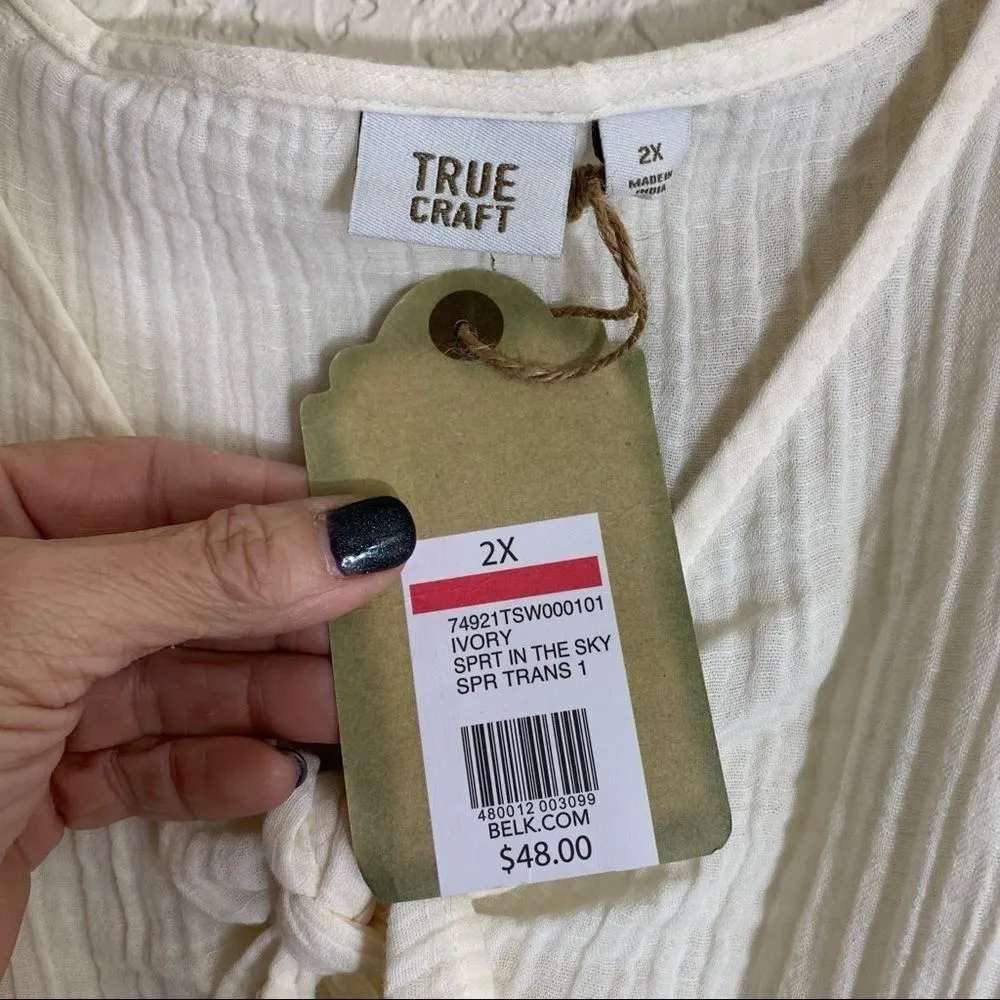 TRUE
CRAFT
2X
MADE IN
INDIA
2X
74921TSW000101
IVORY
SPRT IN THE SKY
SPR TRANS 1
480012 003099
BELK.COM
$48.00